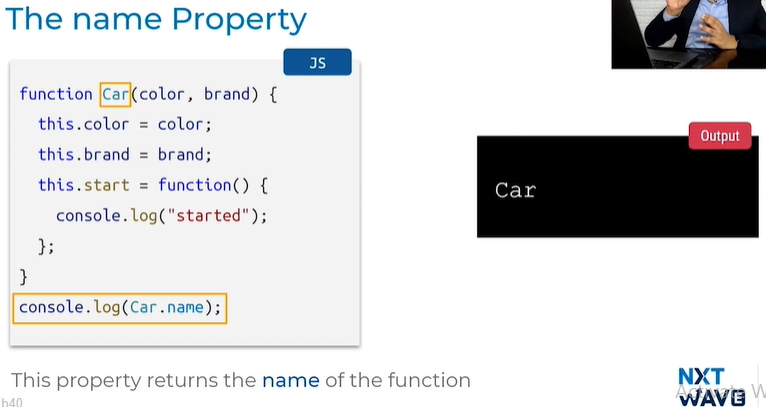 The name Property
JS
function Car(color, brand) {
this.color = color;
this.brand = brand;
this.start = function() {
console.log("started");
};
}
console.log(Car.name);
Output
Car
This property returns the name of the function
NXT
WAVE
h40